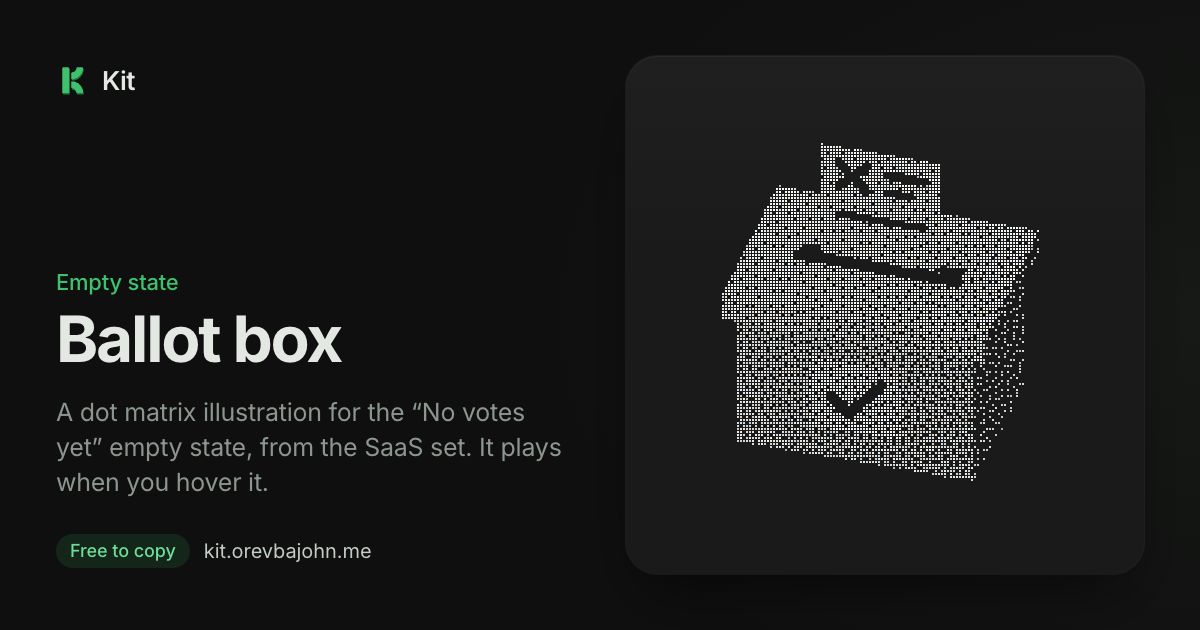 Kit
Empty state
Ballot box
A dot matrix illustration for the “No votes
yet” empty state, from the SaaS set. It plays
when you hover it.
Free to copy
kit.orevbajohn.me